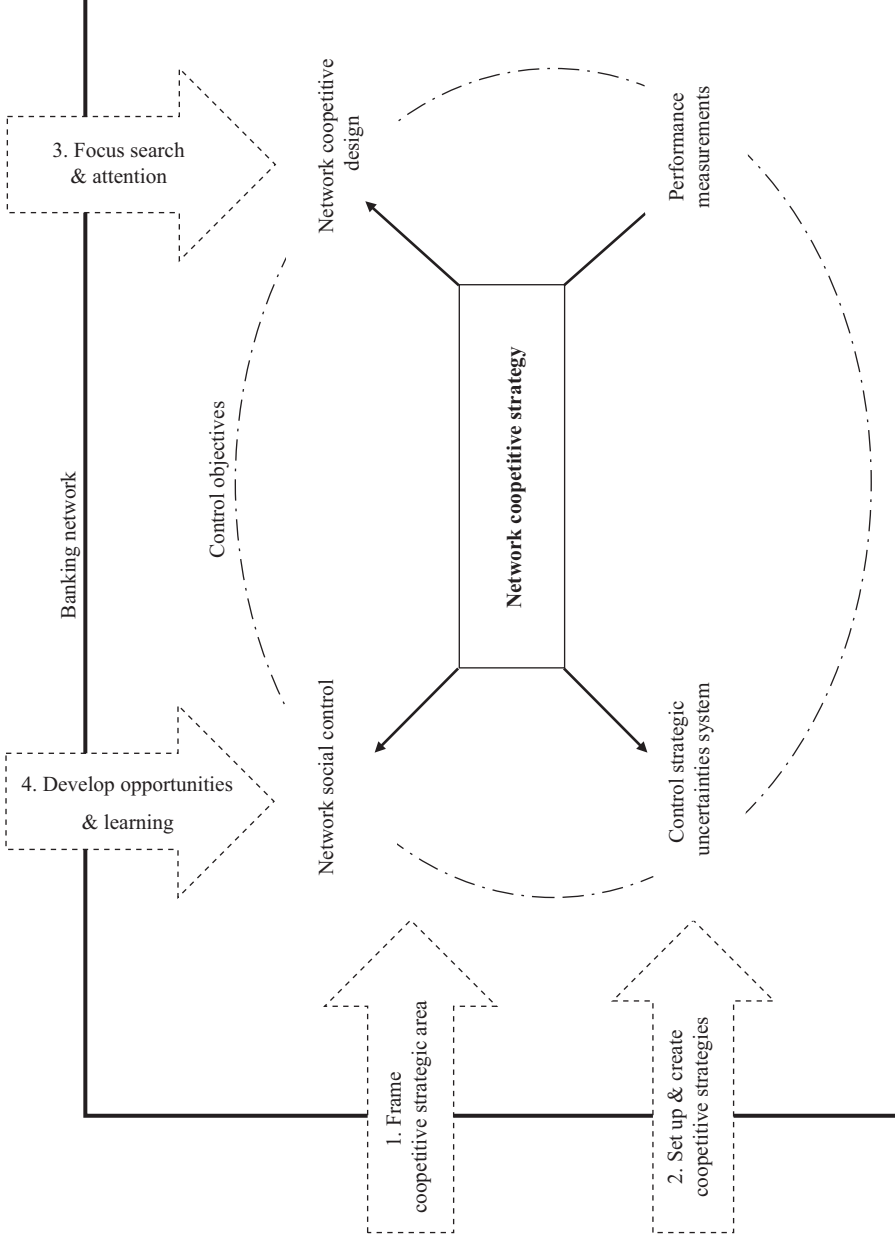 Banking network
3. Focus search
& attention
4. Develop opportunities
& learning
Control objectives
Network social control
Network coopetitive
design
Network coopetitive strategy
Control strategic
uncertainties system
Performance
measurements
1. Frame
coopetitive strategic area
2. Set up & create
coopetitive strategies